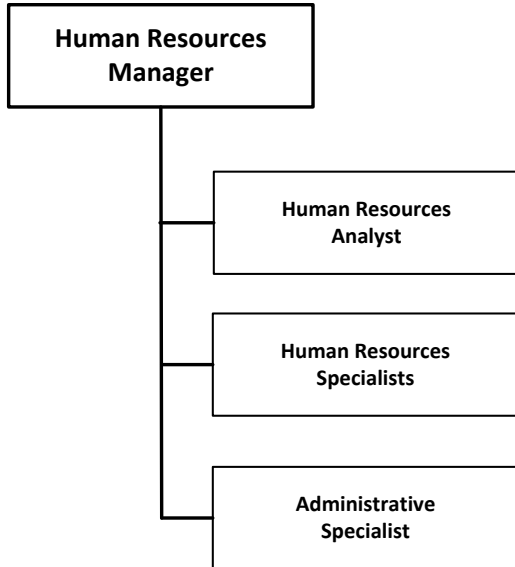 Human Resources
Manager
Human Resources
Analyst
Human Resources
Specialists
Administrative
Specialist